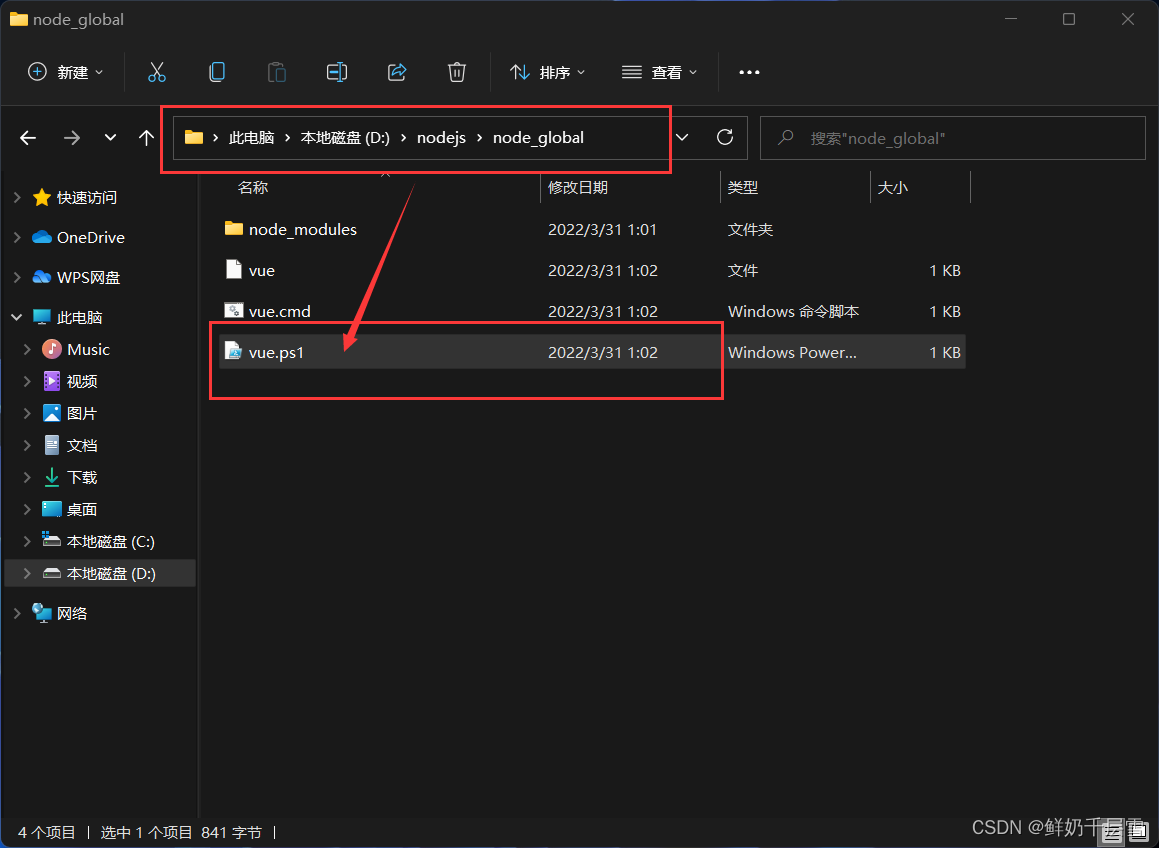 node_global
新建
排序
查看
此电脑 本地磁盘 (D:) nodejs node_global
搜索"node_global"
名称 修改日期 类型 大小
node_modules 2022/3/31 1:01 文件夹
vue 2022/3/31 1:02 文件 1 KB
vue.cmd 2022/3/31 1:02 Windows 命令脚本 1 KB
vue.ps1 2022/3/31 1:02 Windows Power... 1 KB
快速访问
OneDrive
WPS网盘
此电脑
Music
视频
图片
文档
下载
桌面
本地磁盘 (C:)
本地磁盘 (D:)
网络
4 个项目 选中 1 个项目 841 字节
CSDN @鲜奶千层雪